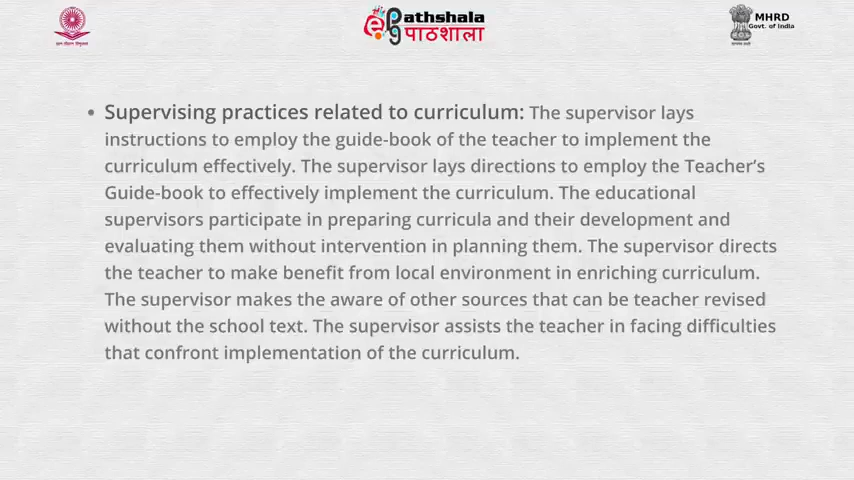 ePathshala
पाठशाला
MHRD
Govt. of India
• Supervising practices related to curriculum: The supervisor lays
instructions to employ the guide-book of the teacher to implement the
curriculum effectively. The supervisor lays directions to employ the Teacher's
Guide-book to effectively implement the curriculum. The educational
supervisors participate in preparing curricula and their development and
evaluating them without intervention in planning them. The supervisor directs
the teacher to make benefit from local environment in enriching curriculum.
The supervisor makes the aware of other sources that can be teacher revised
without the school text. The supervisor assists the teacher in facing difficulties
that confront implementation of the curriculum.